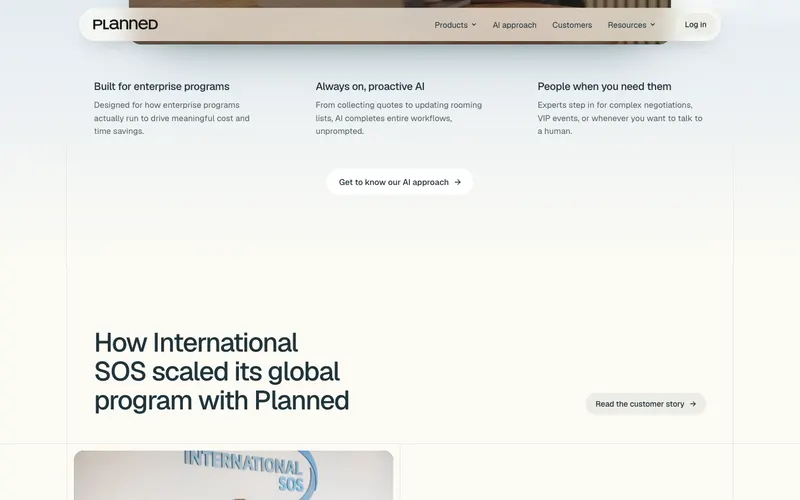 PLANNED
Products
AI approach
Customers
Resources
Log in
Built for enterprise programs
Designed for how enterprise programs
actually run to drive meaningful cost and
time savings.
Always on, proactive AI
From collecting quotes to updating rooming
lists, AI completes entire workflows,
unprompted.
People when you need them
Experts step in for complex negotiations,
VIP events, or whenever you want to talk to
a human.
Get to know our AI approach →
How International
SOS scaled its global
program with Planned
Read the customer story →
INTERNATIONAL
SOS